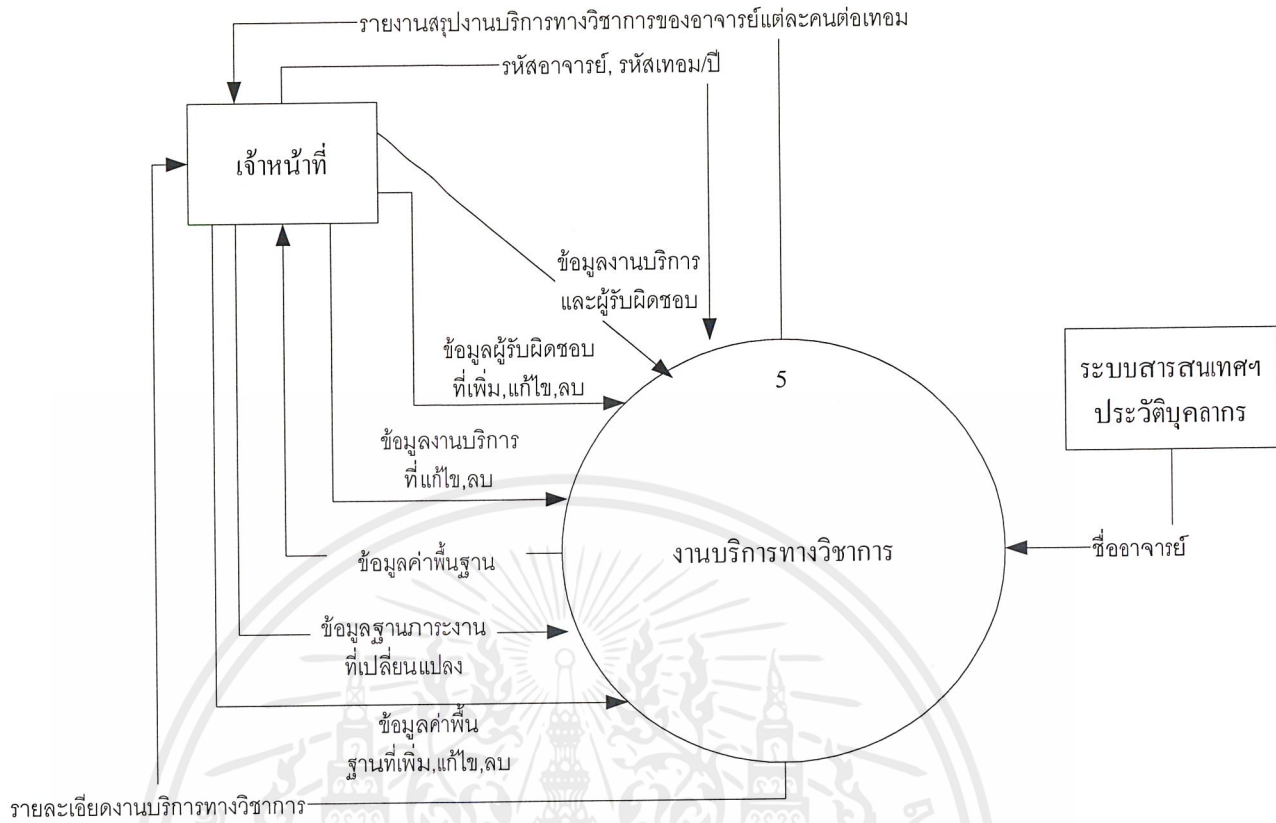 รายงานสรุปงานบริการทางวิชาการของอาจารย์แต่ละคนต่อเทอม
รหัสอาจารย์, รหัสเทอม/ปี
เจ้าหน้าที่
ข้อมูลงานบริการ
และผู้รับผิดชอบ
ข้อมูลผู้รับผิดชอบ
ที่เพิ่ม,แก้ไข,ลบ
5
ระบบสารสนเทศฯ
ประวัติบุคลากร
ข้อมูลงานบริการ
ที่แก้ไข,ลบ
ข้อมูลค่าพื้นฐาน
งานบริการทางวิชาการ
ชื่ออาจารย์
ข้อมูลฐานภาระงาน
ที่เปลี่ยนแปลง
ข้อมูลค่าพื้น
ฐานที่เพิ่ม,แก้ไข,ลบ
รายละเอียดงานบริการทางวิชาการ